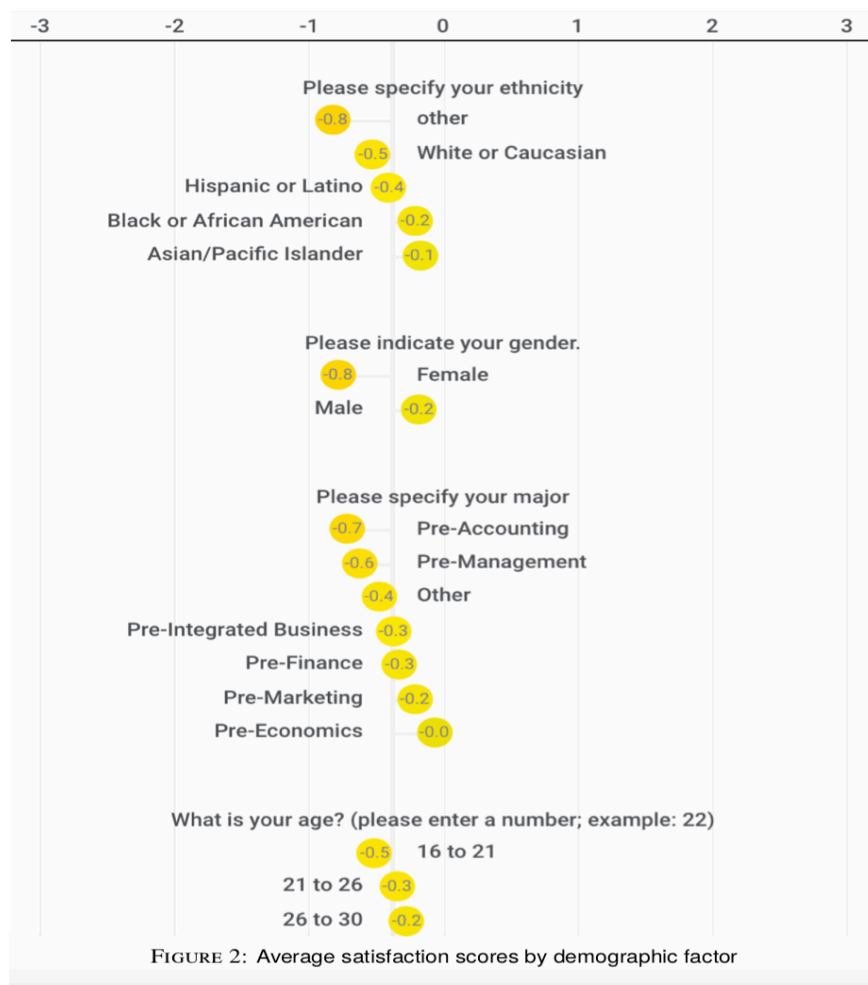 -3 -2 -1 0 1 2 3
Please specify your ethnicity
-0.8 other
-0.5 White or Caucasian
Hispanic or Latino -0.4
Black or African American -0.2
Asian/Pacific Islander -0.1
Please indicate your gender.
-0.8 Female
Male -0.2
Please specify your major
-0.7 Pre-Accounting
-0.6 Pre-Management
-0.4 Other
Pre-Integrated Business -0.3
Pre-Finance -0.3
Pre-Marketing -0.2
Pre-Economics -0.0
What is your age? (please enter a number; example: 22)
-0.5 16 to 21
21 to 26 -0.3
26 to 30 -0.2
FIGURE 2: Average satisfaction scores by demographic factor